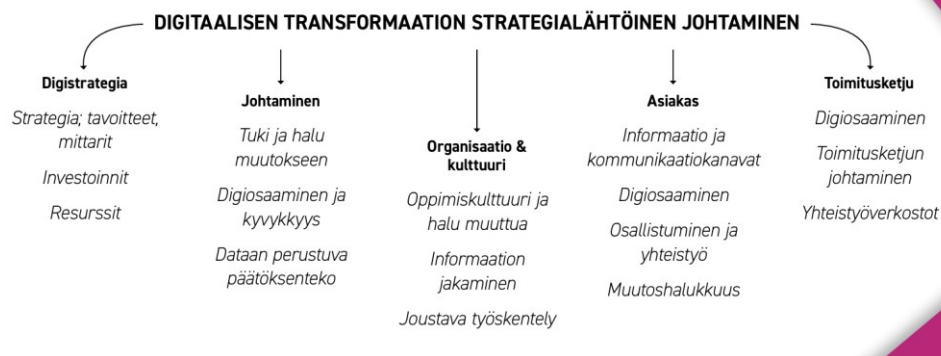 DIGITAALISEN TRANSFORMAATION STRATEGIALÄHTÖINEN JOHTAMINEN
Digistrategia
Strategia; tavoitteet,
mittarit
Investoinnit
Resurssit
Johtaminen
Tuki ja halu
muutokseen
Digiosaaminen ja
kyvykkyys
Dataan perustuva
päätöksenteko
Organisaatio &
kulttuuri
Oppimiskulttuuri ja
halu muuttua
Informaation
jakaminen
Joustava työskentely
Asiakas
Informaatio ja
kommunikaatiokanavat
Digiosaaminen
Osallistuminen ja
yhteistyö
Muutoshalukkuus
Toimitusketju
Digiosaaminen
Toimitusketjun
johtaminen
Yhteistyöverkostot